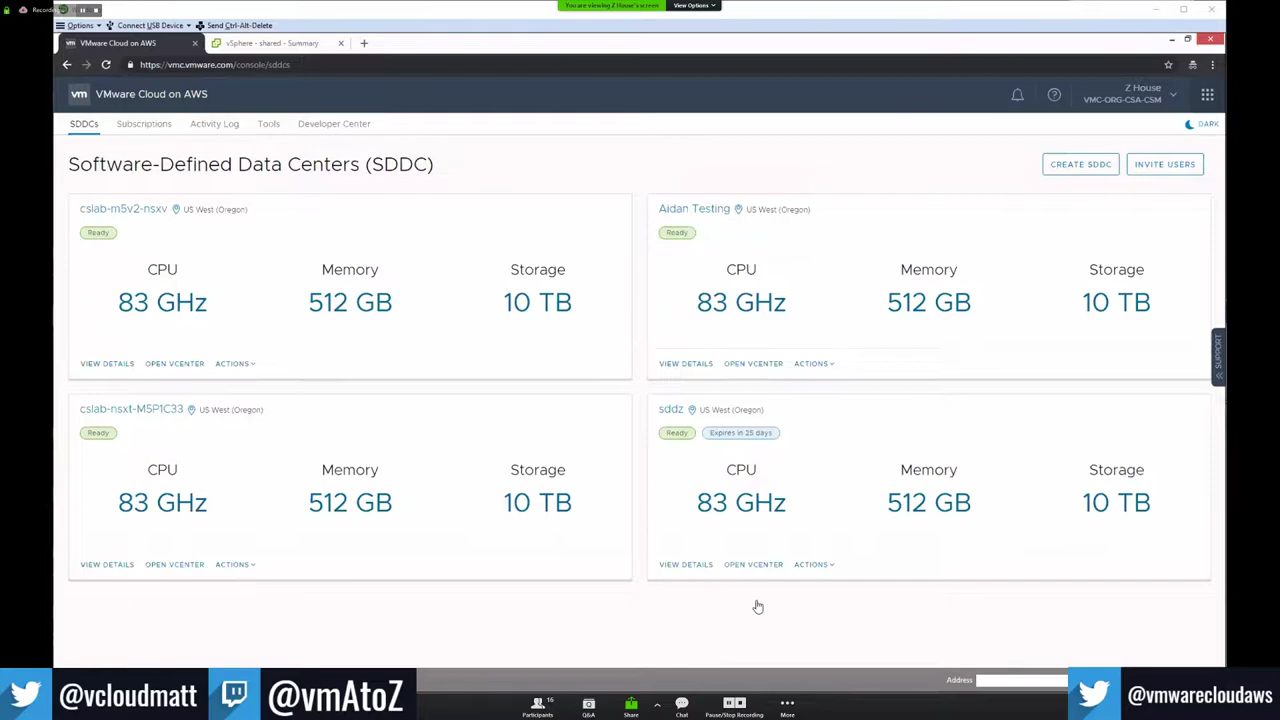 Recording
You are viewing Z House's screen
View Options
Options
Connect USB Device
Send Ctrl-Alt-Delete
VMware Cloud on AWS
vSphere - shared - Summary
https://vmc.vmware.com/console/sddcs
vm
VMware Cloud on AWS
Z House
VMC-ORG-CSA-CSM
SDDCs
Subscriptions
Activity Log
Tools
Developer Center
DARK
Software-Defined Data Centers (SDDC)
CREATE SDDC
INVITE USERS
cslab-m5v2-nsxv
US West (Oregon)
Ready
CPU
Memory
Storage
83 GHz
512 GB
10 TB
VIEW DETAILS
OPEN VCENTER
ACTIONS
Aidan Testing
US West (Oregon)
Ready
CPU
Memory
Storage
83 GHz
512 GB
10 TB
VIEW DETAILS
OPEN VCENTER
ACTIONS
SUPPORT
cslab-nsxt-M5P1C33
US West (Oregon)
Ready
CPU
Memory
Storage
83 GHz
512 GB
10 TB
VIEW DETAILS
OPEN VCENTER
ACTIONS
sddz
US West (Oregon)
Ready
Expires in 25 days
CPU
Memory
Storage
83 GHz
512 GB
10 TB
VIEW DETAILS
OPEN VCENTER
ACTIONS
@vcloudmatt
@vmAtoZ
Address
@vmwarecloudaws
Participants
16
Q&A
Share
Chat
Pause/Stop Recording
More